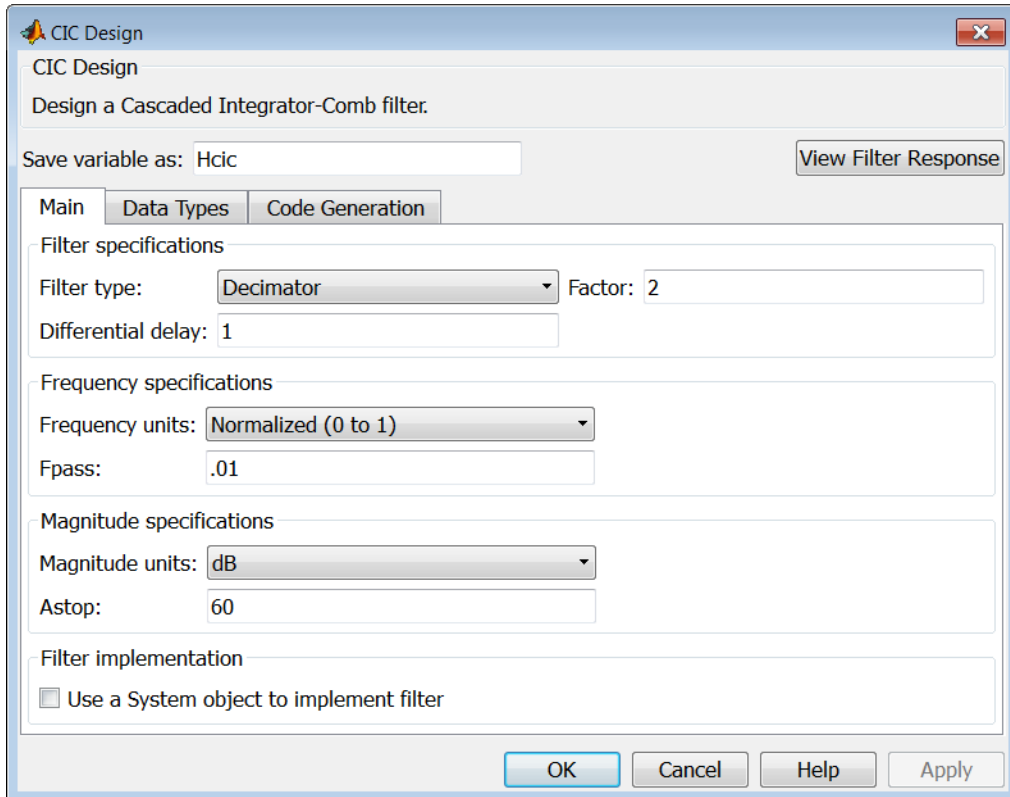 CIC Design
CIC Design
Design a Cascaded Integrator-Comb filter.
Save variable as: Hcic View Filter Response
Main Data Types Code Generation
Filter specifications
Filter type: Decimator Factor: 2
Differential delay: 1
Frequency specifications
Frequency units: Normalized (0 to 1)
Fpass: .01
Magnitude specifications
Magnitude units: dB
Astop: 60
Filter implementation
Use a System object to implement filter
OK Cancel Help Apply